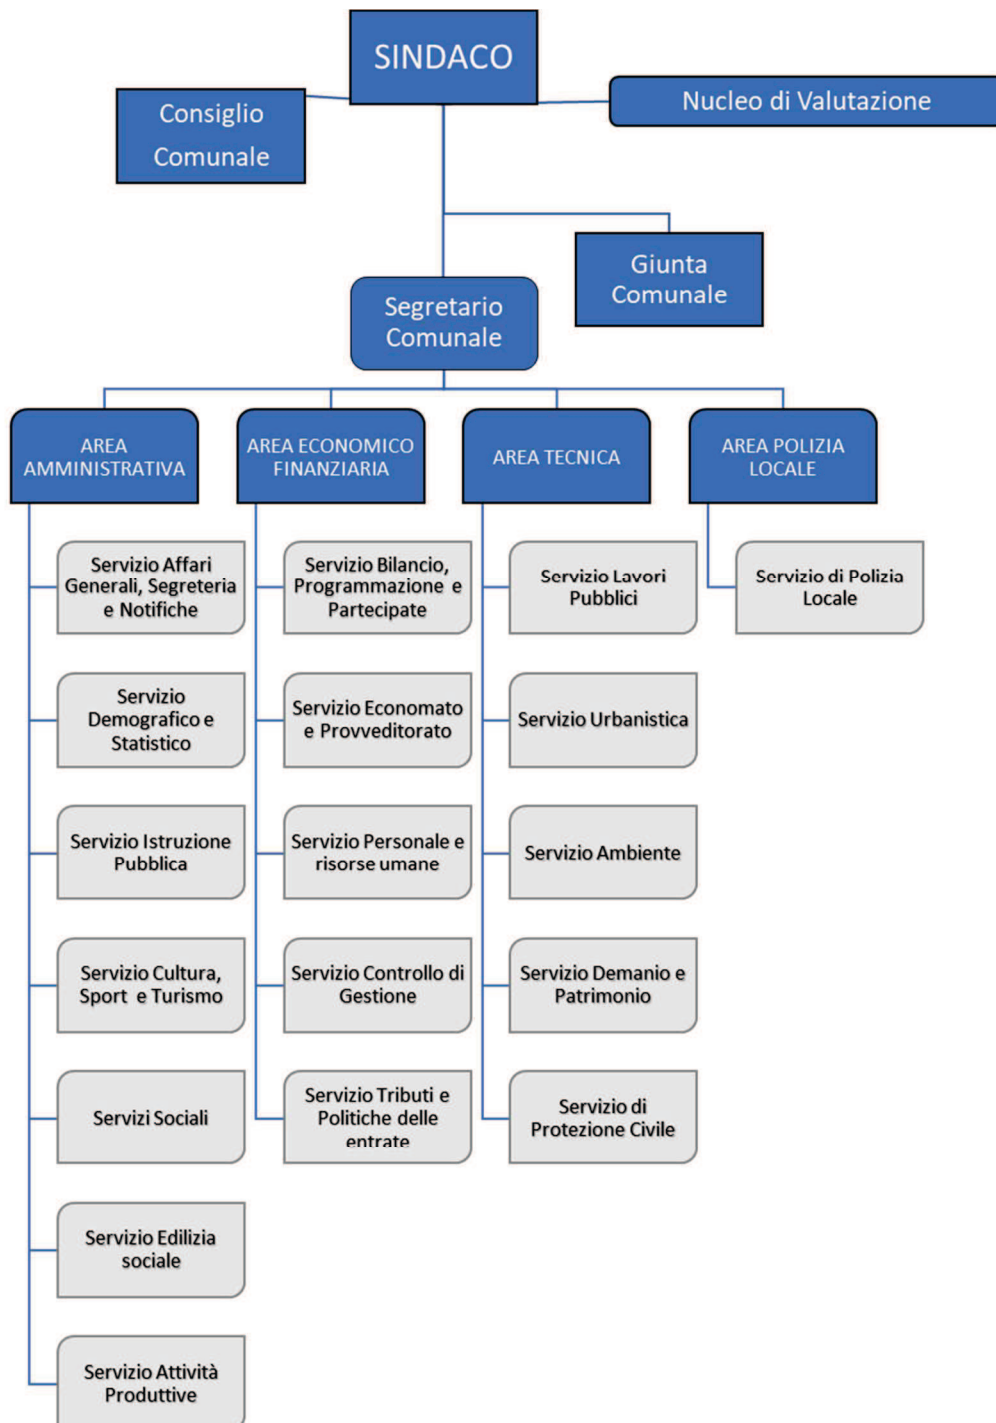 SINDACO
Consiglio
Comunale
Nucleo di Valutazione
Giunta
Comunale
Segretario
Comunale
AREA
AMMINISTRATIVA
AREA ECONOMICO
FINANZIARIA
AREA TECNICA
AREA POLIZIA
LOCALE
Servizio Affari
Generali, Segreteria
e Notifiche
Servizio
Demografico e
Statistico
Servizio Istruzione
Pubblica
Servizio Cultura,
Sport e Turismo
Servizi Sociali
Servizio Edilizia
sociale
Servizio Attività
Produttive
Servizio Bilancio,
Programmazione e
Partecipate
Servizio Economato
e Provveditorato
Servizio Personale e
risorse umane
Servizio Controllo di
Gestione
Servizio Tributi e
Politiche delle
entrate
Servizio Lavori
Pubblici
Servizio Urbanistica
Servizio Ambiente
Servizio Demanio e
Patrimonio
Servizio di
Protezione Civile
Servizio di Polizia
Locale